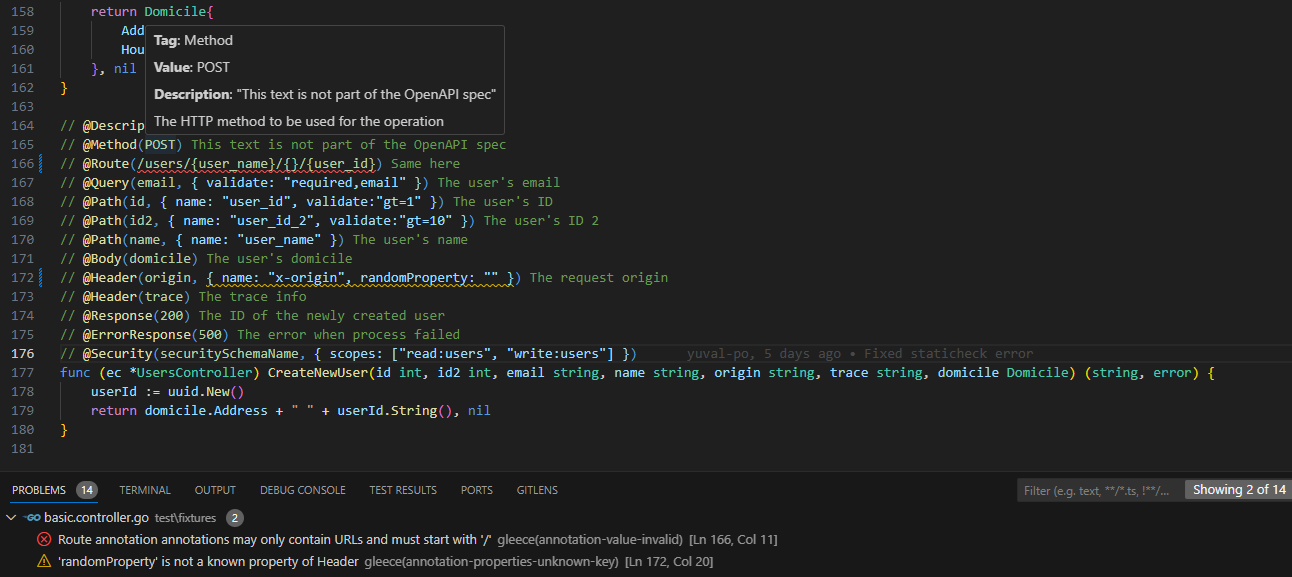 158 return Domicile{
159 Add
Tag: Method
160 Hou
Value: POST
161 }, nil
162 }
Description: "This text is not part of the OpenAPI spec"
163
The HTTP method to be used for the operation
164 // @Descrip
165 // @Method(POST) This text is not part of the OpenAPI spec
166 // @Route(/users/{user_name}/{}/{user_id}) Same here
167 // @Query(email, { validate: "required,email" }) The user's email
168 // @Path(id, { name: "user_id", validate:"gt=1" }) The user's ID
169 // @Path(id2, { name: "user_id_2", validate:"gt=10" }) The user's ID 2
170 // @Path(name, { name: "user_name" }) The user's name
171 // @Body(domicile) The user's domicile
172 // @Header(origin, { name: "x-origin", randomProperty: "" }) The request origin
173 // @Header(trace) The trace info
174 // @Response(200) The ID of the newly created user
175 // @ErrorResponse(500) The error when process failed
176 // @Security(securitySchemaName, { scopes: ["read:users", "write:users"] }) yuval-po, 5 days ago • Fixed staticheck error
177 func (ec *UsersController) CreateNewUser(id int, id2 int, email string, name string, origin string, trace string, domicile Domicile) (string, error) {
178 userId := uuid.New()
179 return domicile.Address + " " + userId.String(), nil
180 }
181
PROBLEMS 14 TERMINAL OUTPUT DEBUG CONSOLE TEST RESULTS PORTS GITLENS
Filter (e.g. text, **/*.ts, !**/... Showing 2 of 14
GO basic.controller.go test\fixtures 2
Route annotation annotations may only contain URLs and must start with '/' gleece(annotation-value-invalid) [Ln 166, Col 11]
'randomProperty' is not a known property of Header gleece(annotation-properties-unknown-key) [Ln 172, Col 20]